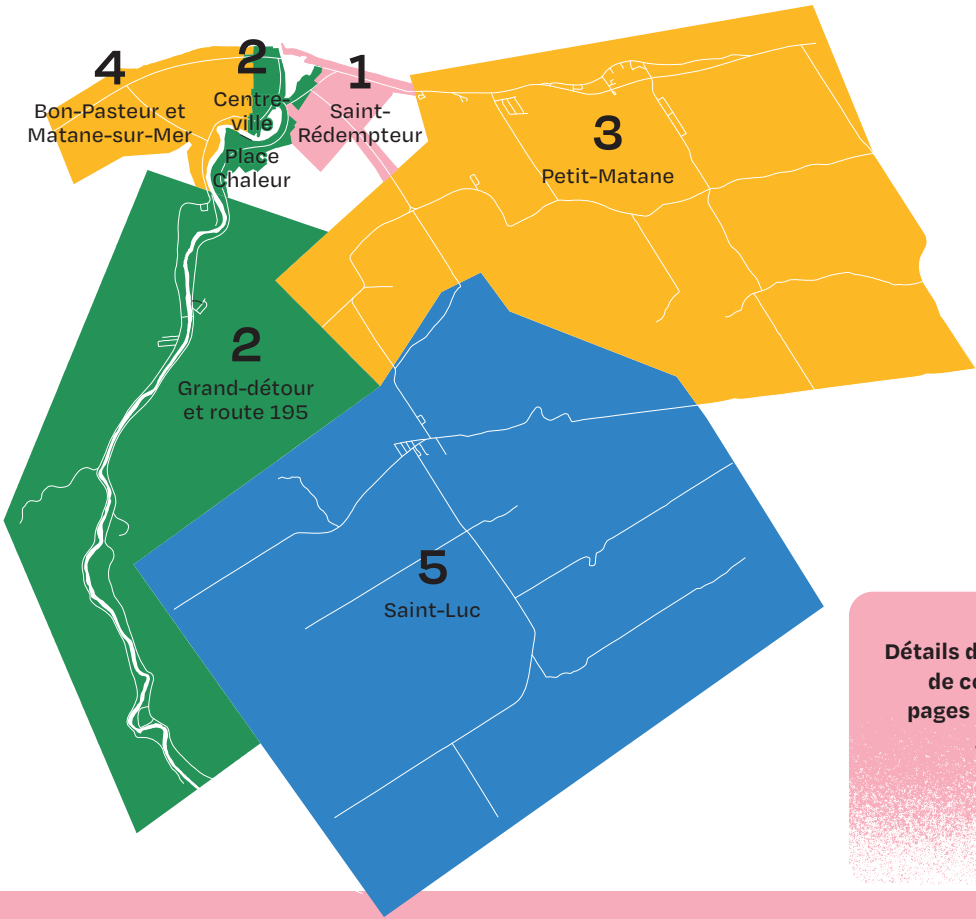 4
Bon-Pasteur et
Matane-sur-Mer
2
Centre-
ville
Place
Chaleur
1
Saint-
Rédempteur
3
Petit-Matane
2
Grand-détour
et route 195
5
Saint-Luc
Détails d
de co
pages